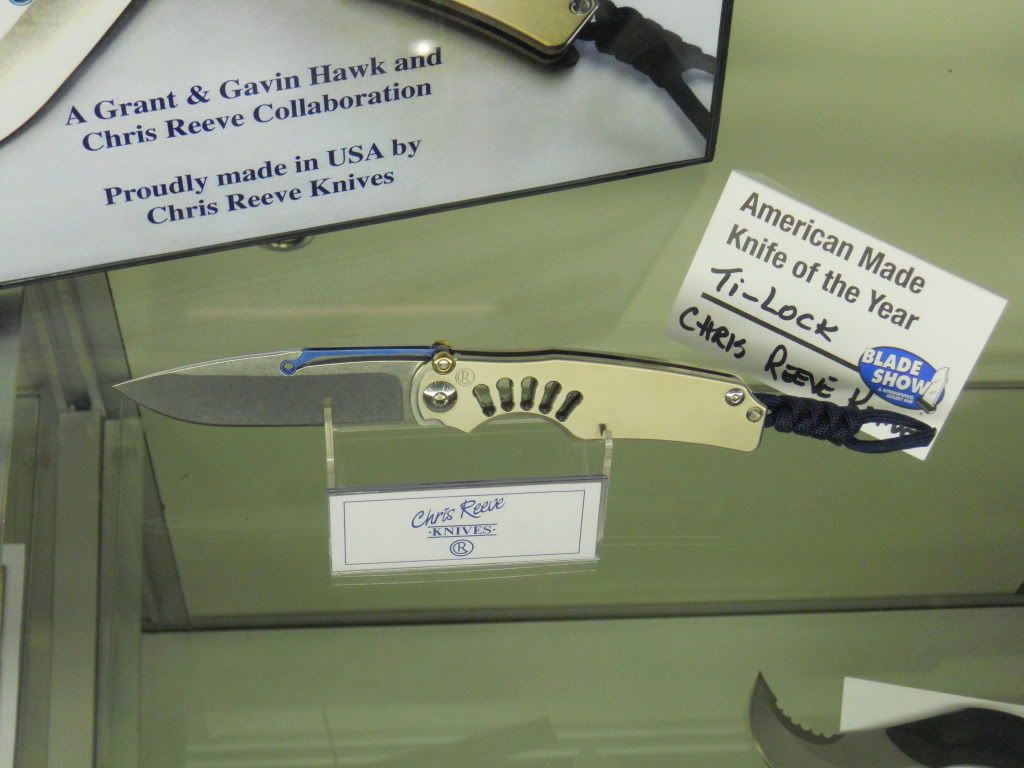 A Grant & Gavin Hawk and
Chris Reeve Collaboration
Proudly made in USA by
Chris Reeve Knives
American Made
Knife of the Year
Ti-Lock
CHRIS REEVE
BLADE
SHOW
®
Chris Reeve
·KNIVES·
®